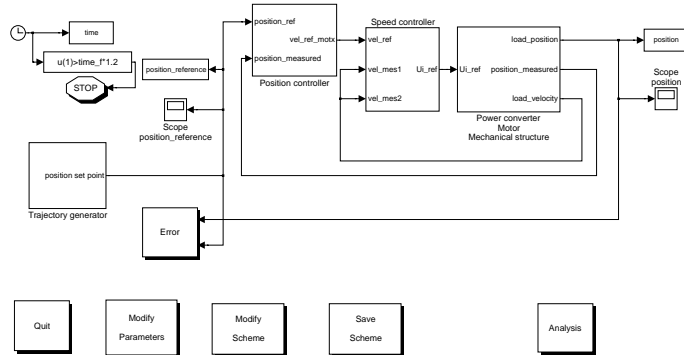 time
u(1)>time_f*1.2
STOP
position_reference
Scope
position_reference
position set point
Trajectory generator
Error
position_ref
vel_ref_motx
position_measured
Position controller
Speed controller
vel_ref
vel_mes1
Ui_ref
vel_mes2
load_position
Ui_ref
position_measured
load_velocity
Power converter
Motor
Mechanical structure
position
Scope
position
Quit
Modify
Parameters
Modify
Scheme
Save
Scheme
Analysis